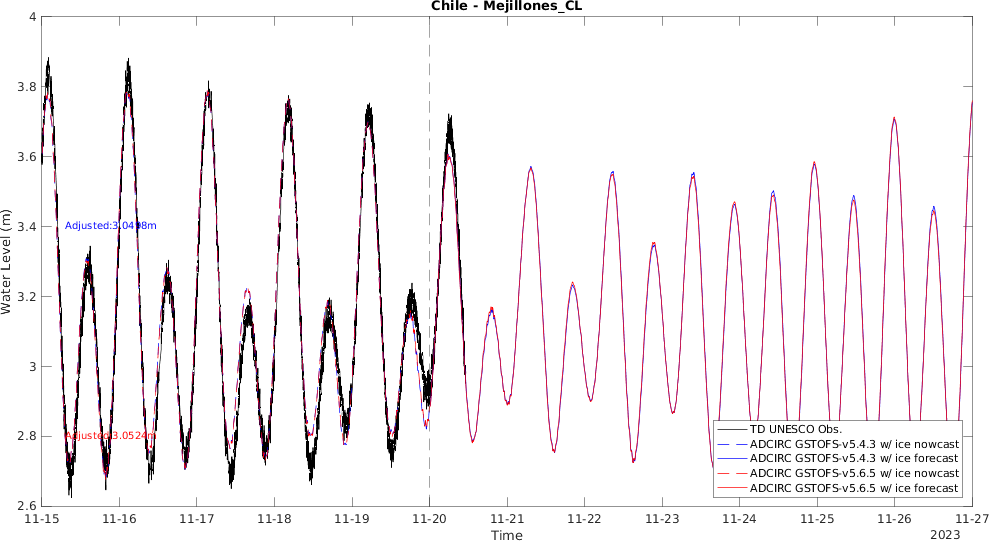 Chile - Mejillones_CL
4
3.8
3.6
3.4
3.2
3
2.8
2.6
Water Level (m)
Adjusted:3.0498m
Adjusted:3.0524m
TD UNESCO Obs.
ADCIRC GSTOFS-v5.4.3 w/ ice nowcast
ADCIRC GSTOFS-v5.4.3 w/ ice forecast
ADCIRC GSTOFS-v5.6.5 w/ ice nowcast
ADCIRC GSTOFS-v5.6.5 w/ ice forecast
11-15 11-16 11-17 11-18 11-19 11-20 11-21 11-22 11-23 11-24 11-25 11-26 11-27
Time
2023